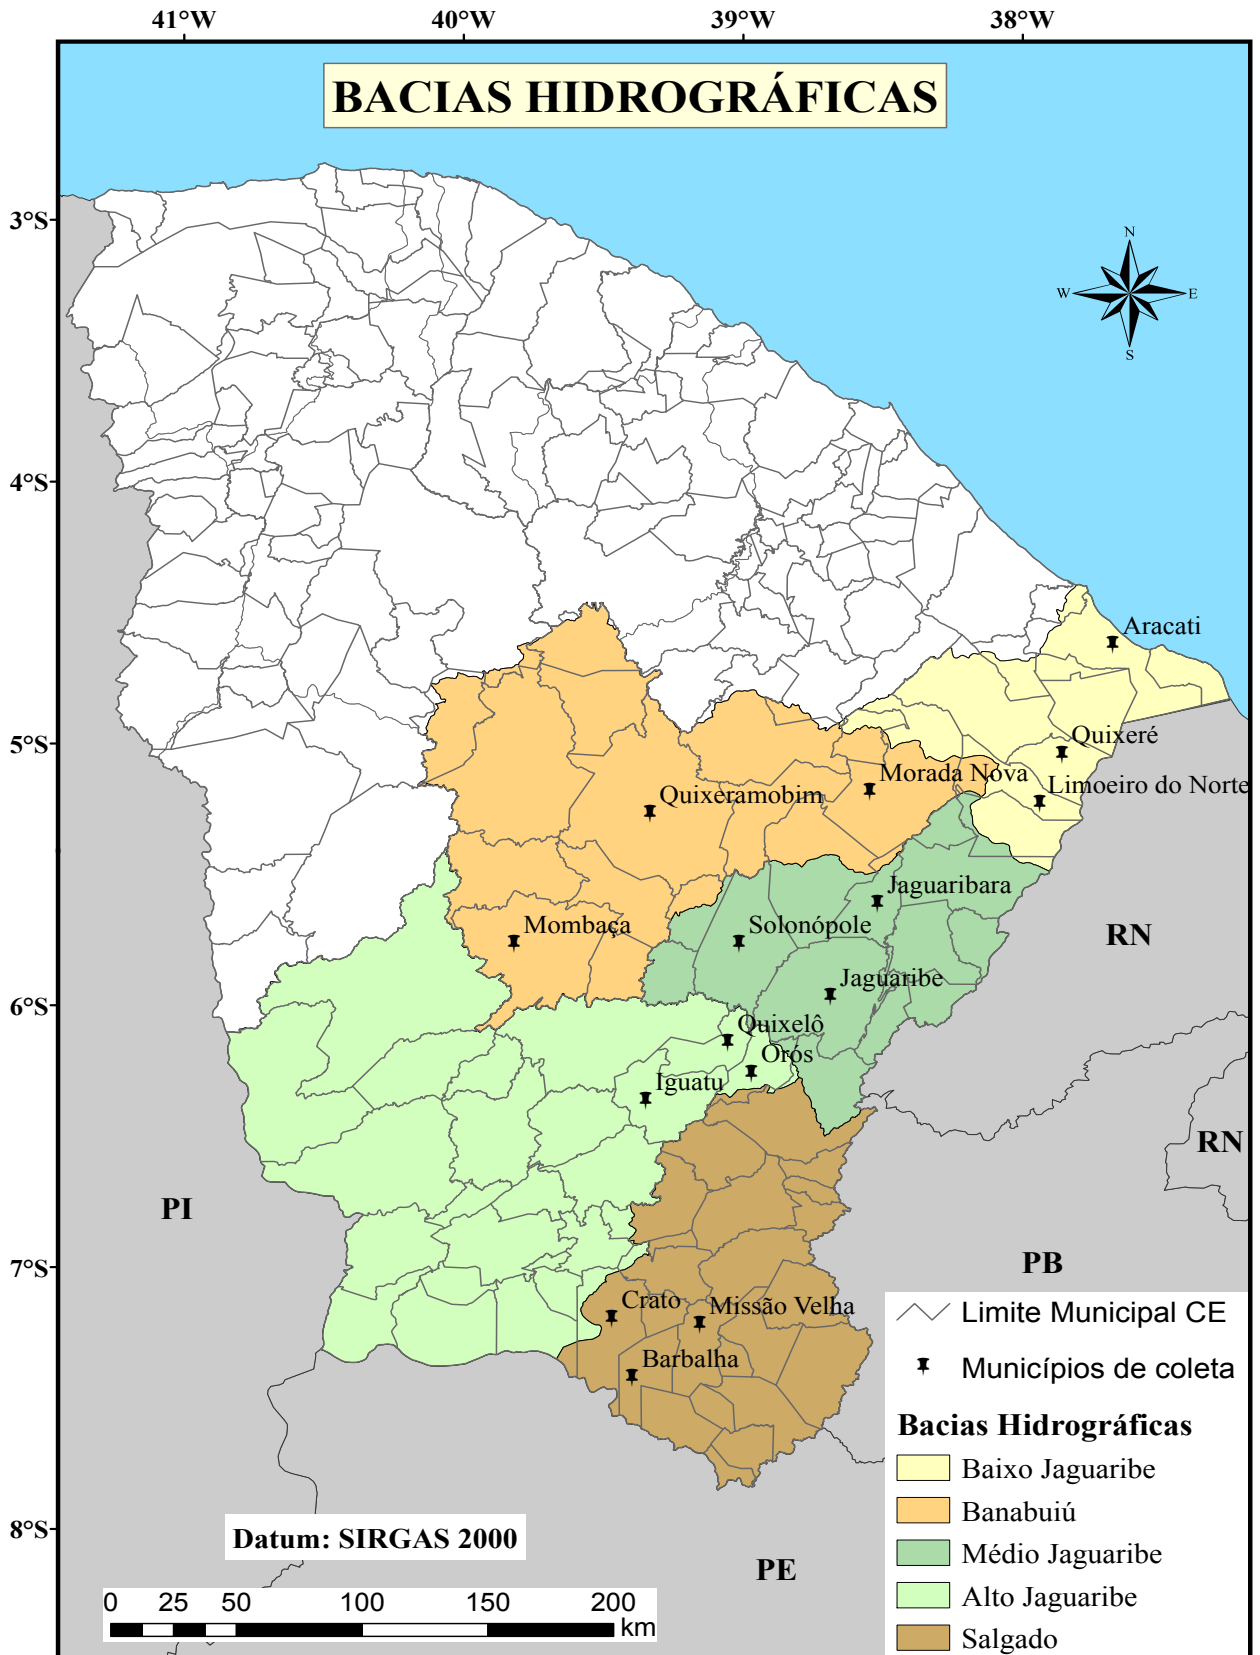 41°W 40°W 39°W 38°W
BACIAS HIDROGRÁFICAS
3°S
N
W E
S
4°S
Aracati
5°S
Quixeré
Morada Nova
Limoeiro do Norte
Quixeramobim
Jaguaribara
Mombaça
Solonópole
RN
Jaguaribe
6°S
Quixelô
Orós
Iguatu
RN
PI
7°S
PB
Crato
Missão Velha
Barbalha
Limite Municipal CE
Municípios de coleta
Bacias Hidrográficas
Baixo Jaguaribe
Banabuiú
Médio Jaguaribe
Alto Jaguaribe
Salgado
8°S
Datum: SIRGAS 2000
PE
0 25 50 100 150 200
km